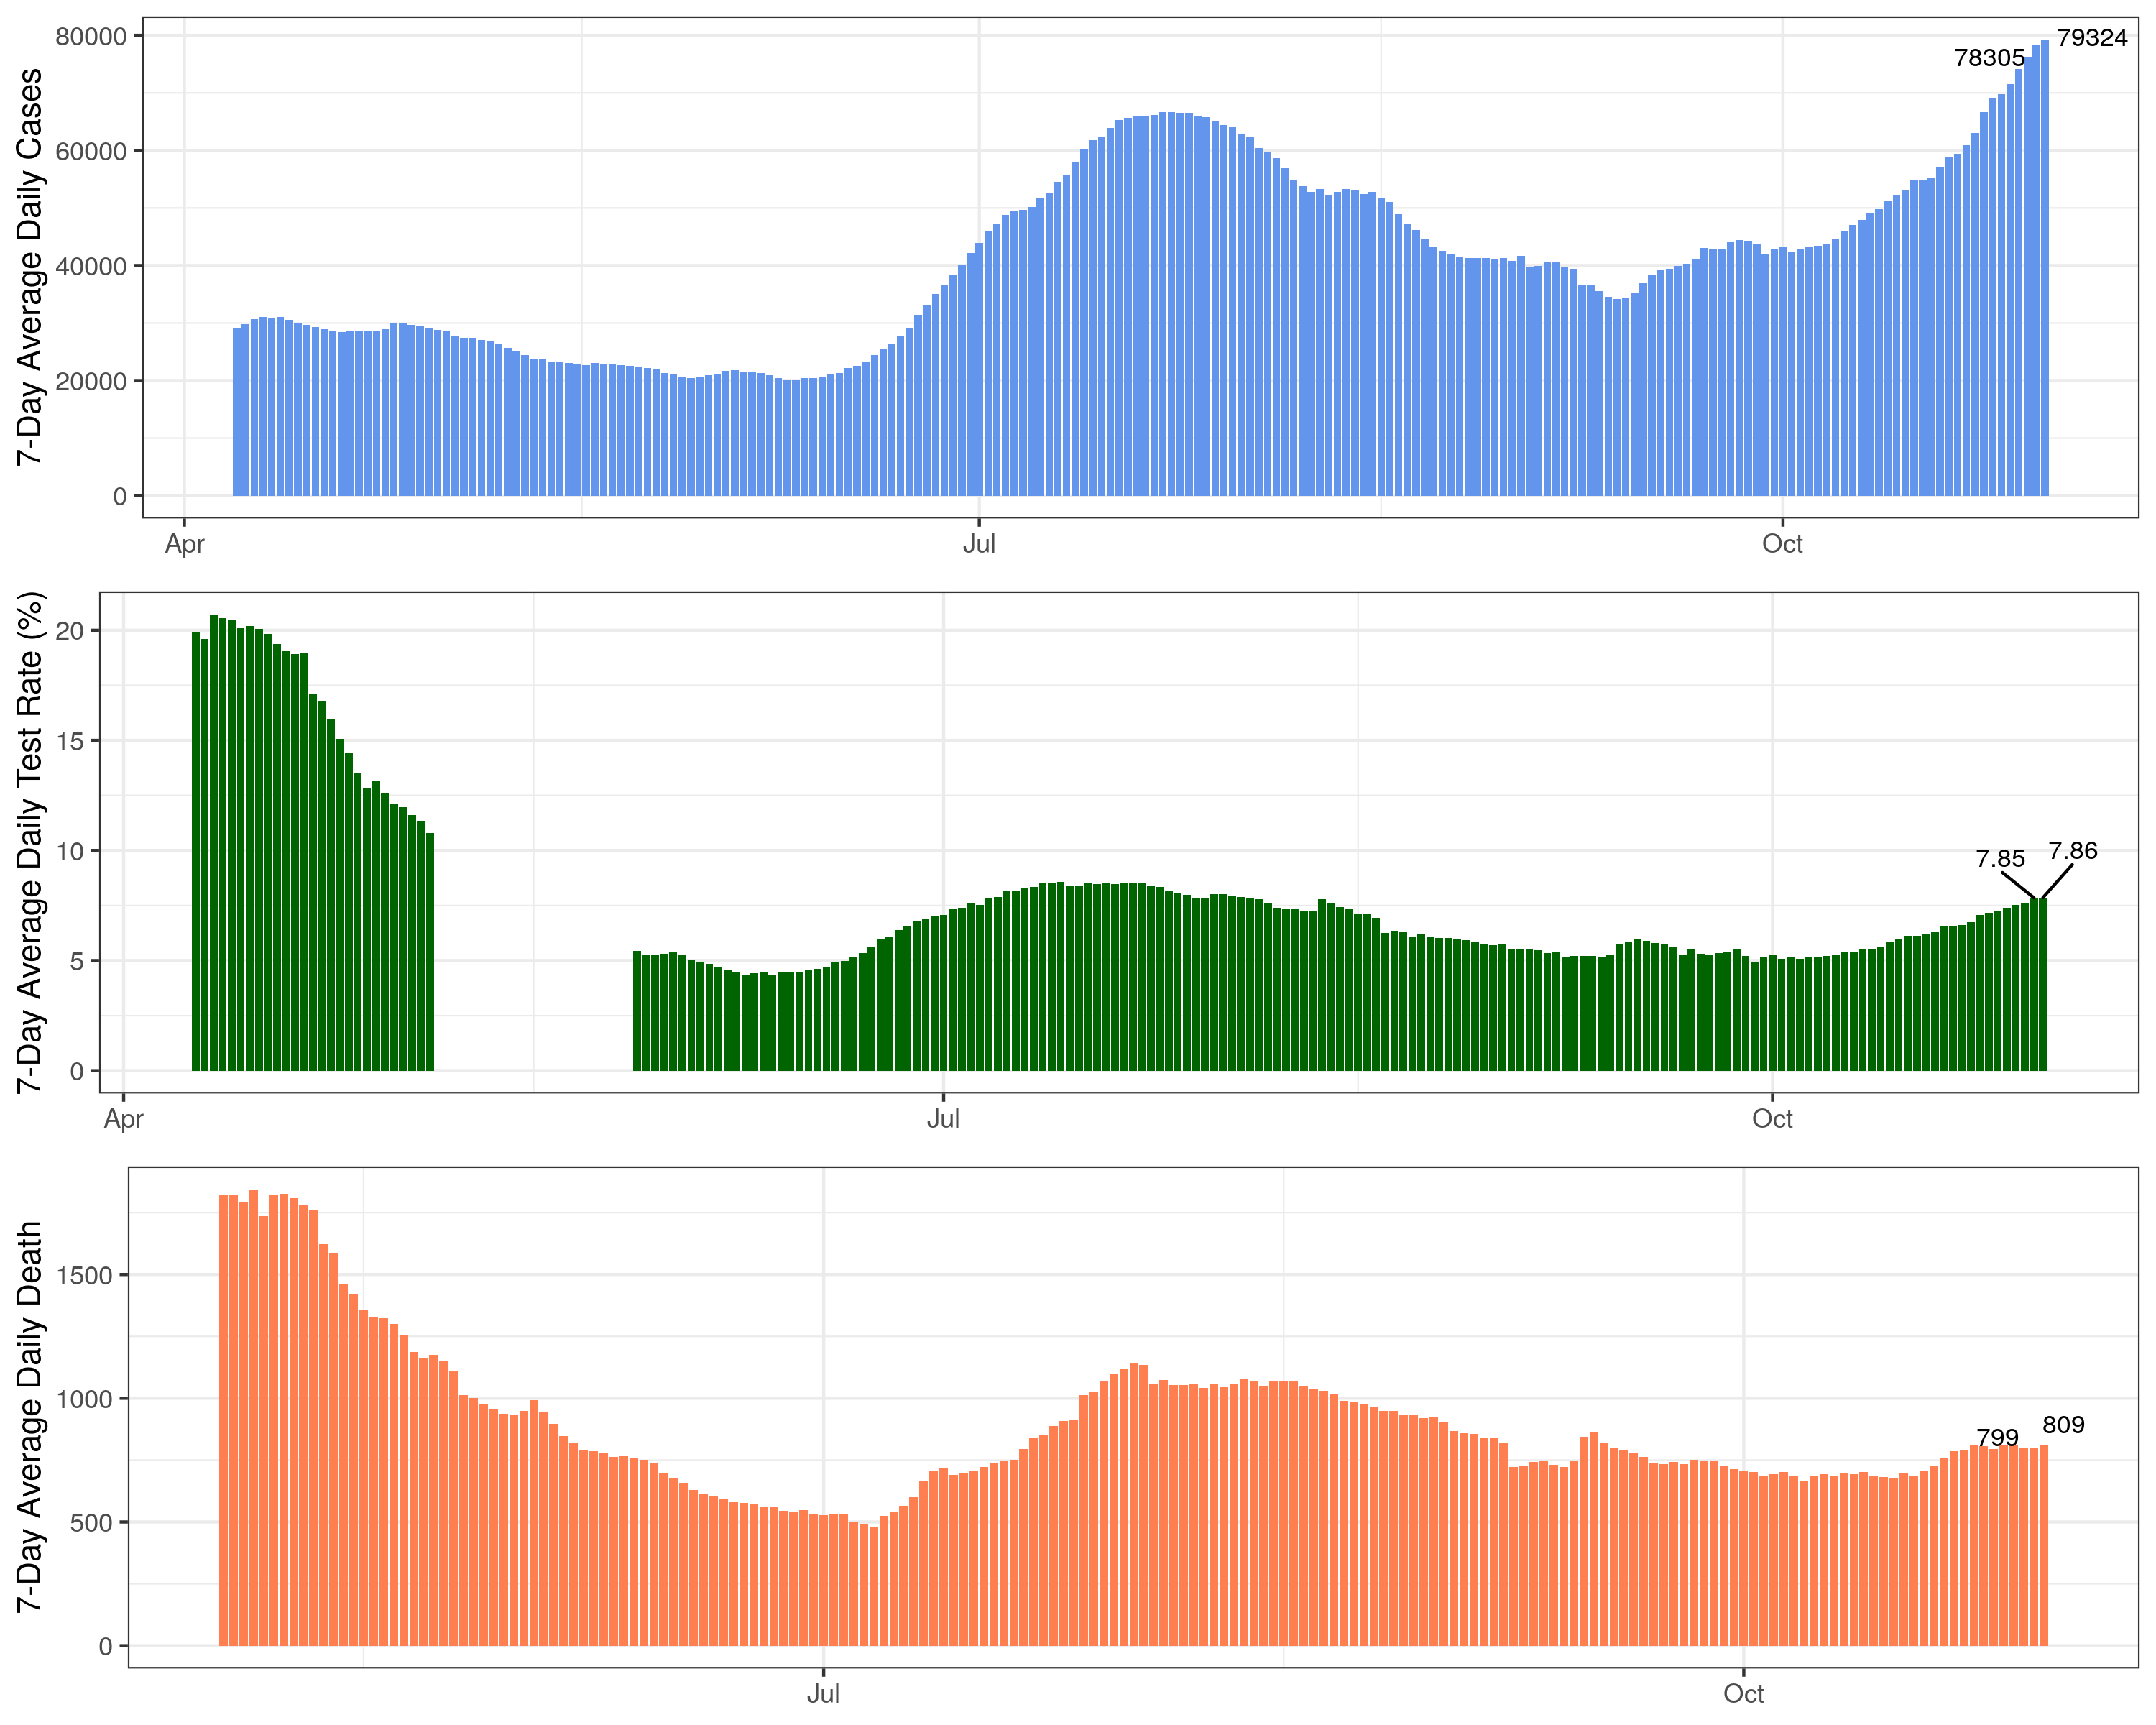 7-Day Average Daily Cases
80000
60000
40000
20000
0
78305
79324
Apr
Jul
Oct
7-Day Average Daily Test Rate (%)
20
15
10
5
0
7.85
7.86
Apr
Jul
Oct
7-Day Average Daily Death
1500
1000
500
0
799
809
Jul
Oct